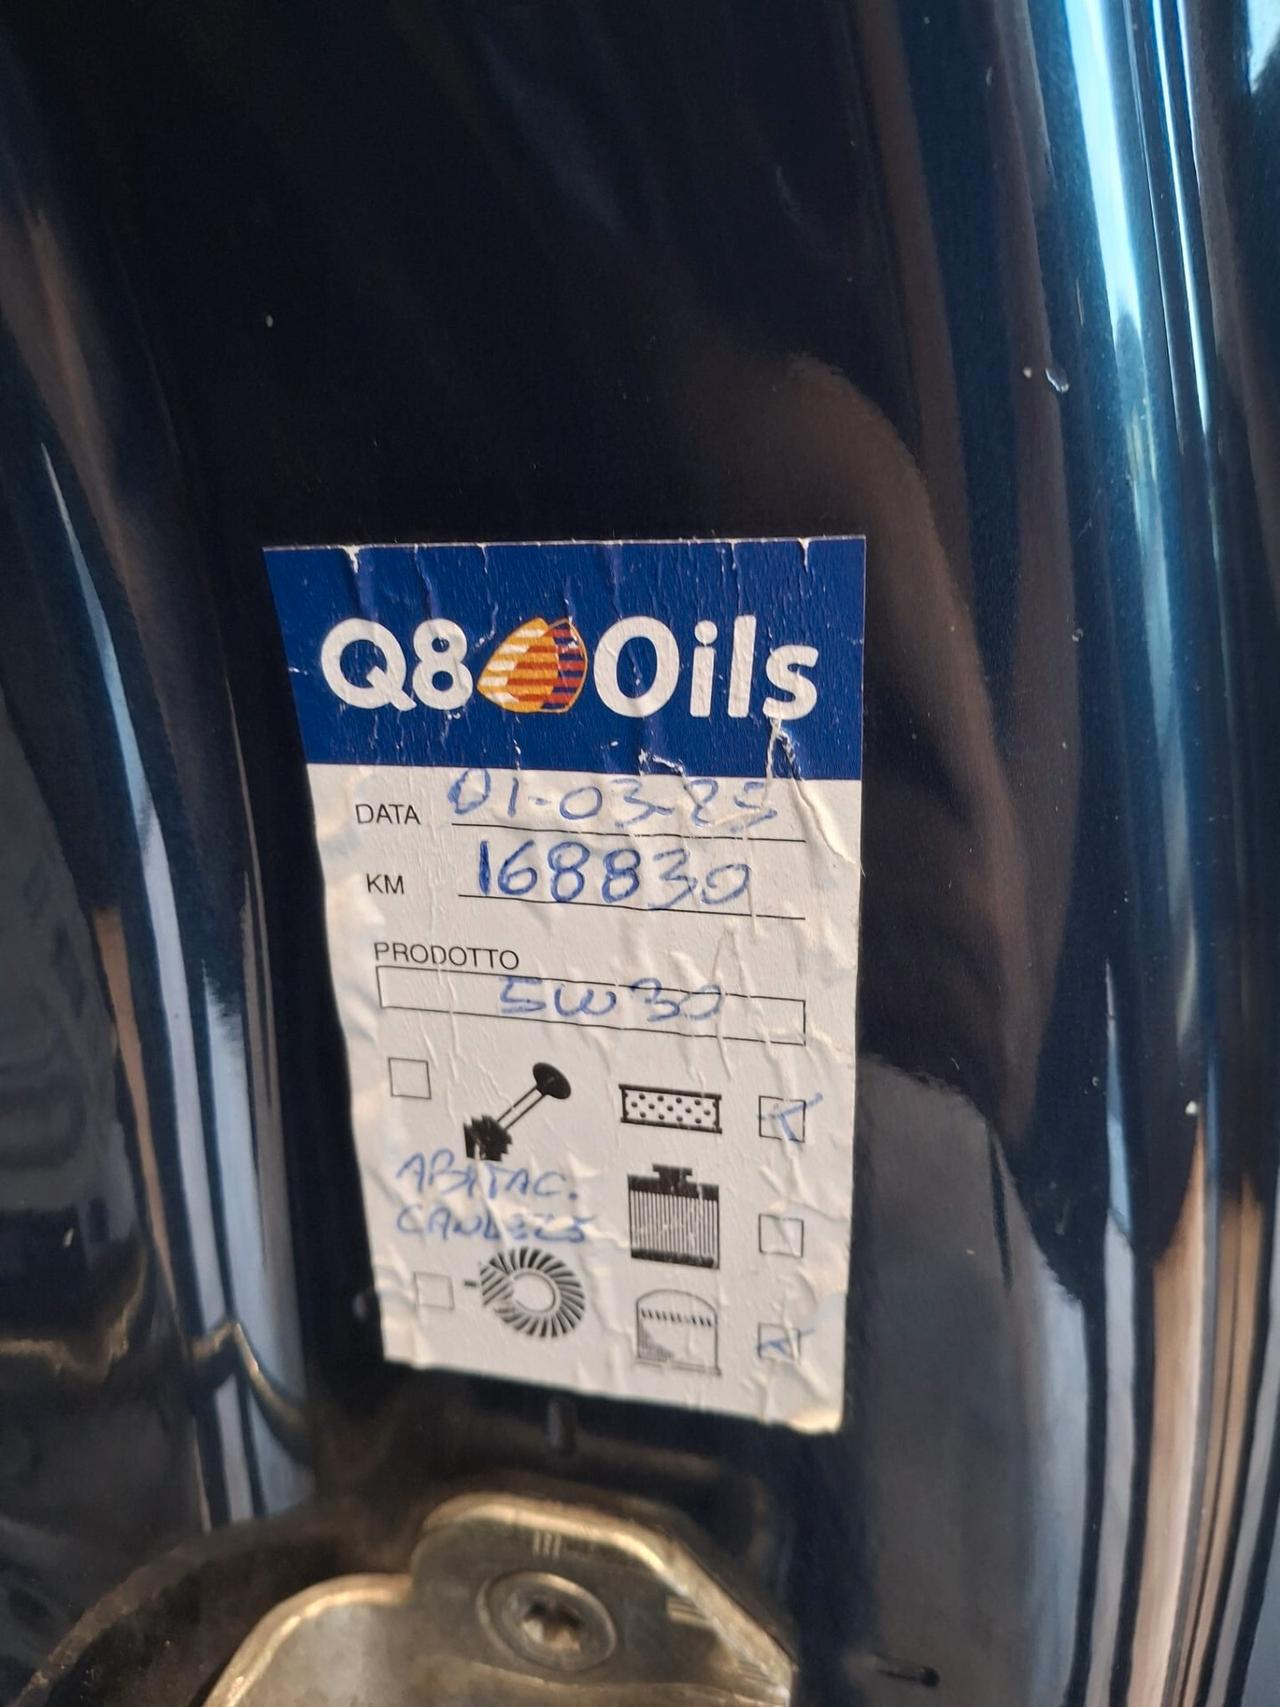 Q8 Oils
DATA 01-03-25
KM 168830
PRODOTTO
5W30
ABITAC.
CANDELE